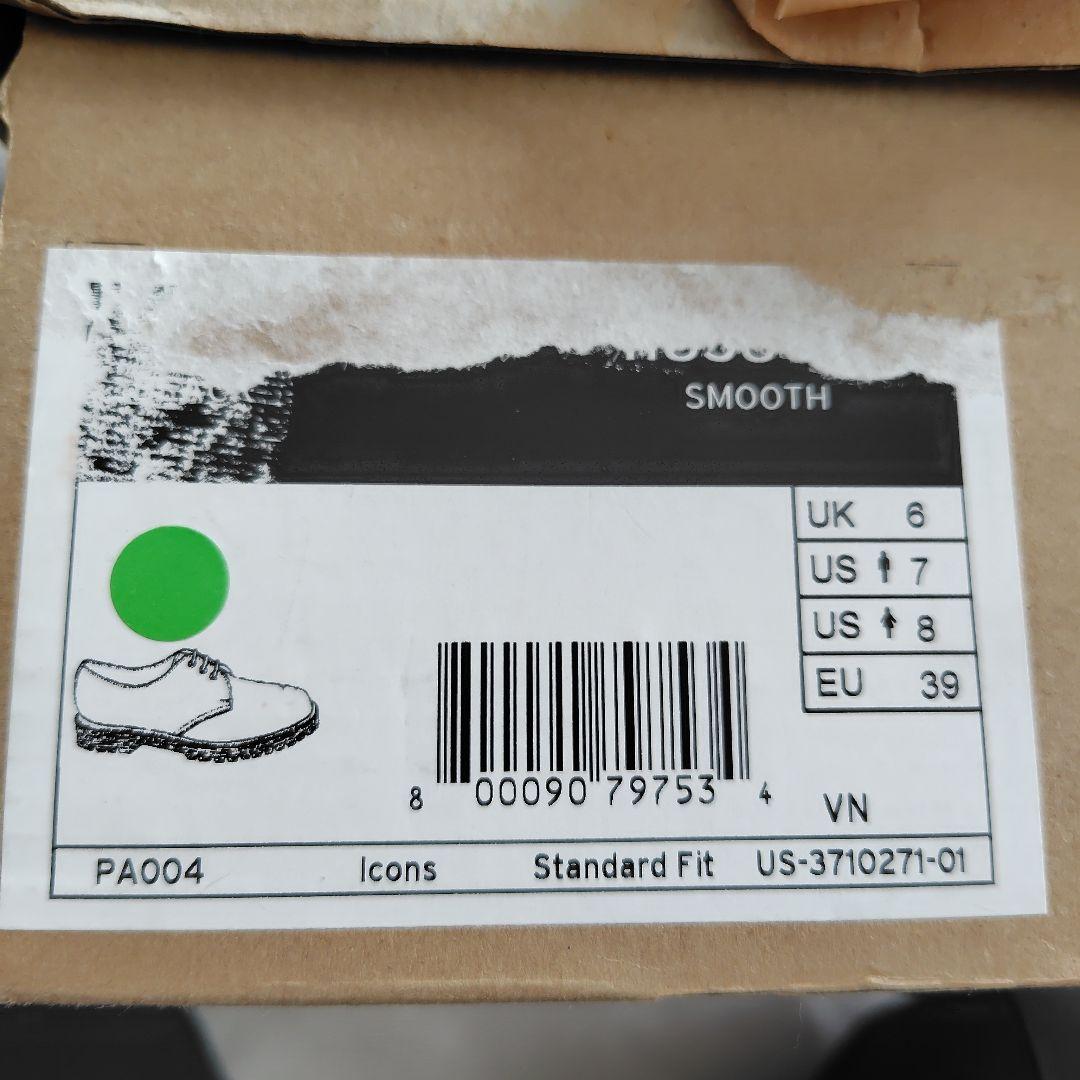 SMOOTH
UK 6
US 7
US 8
EU 39
8 00090 79753 4
VN
PA004 Icons Standard Fit US-3710271-01